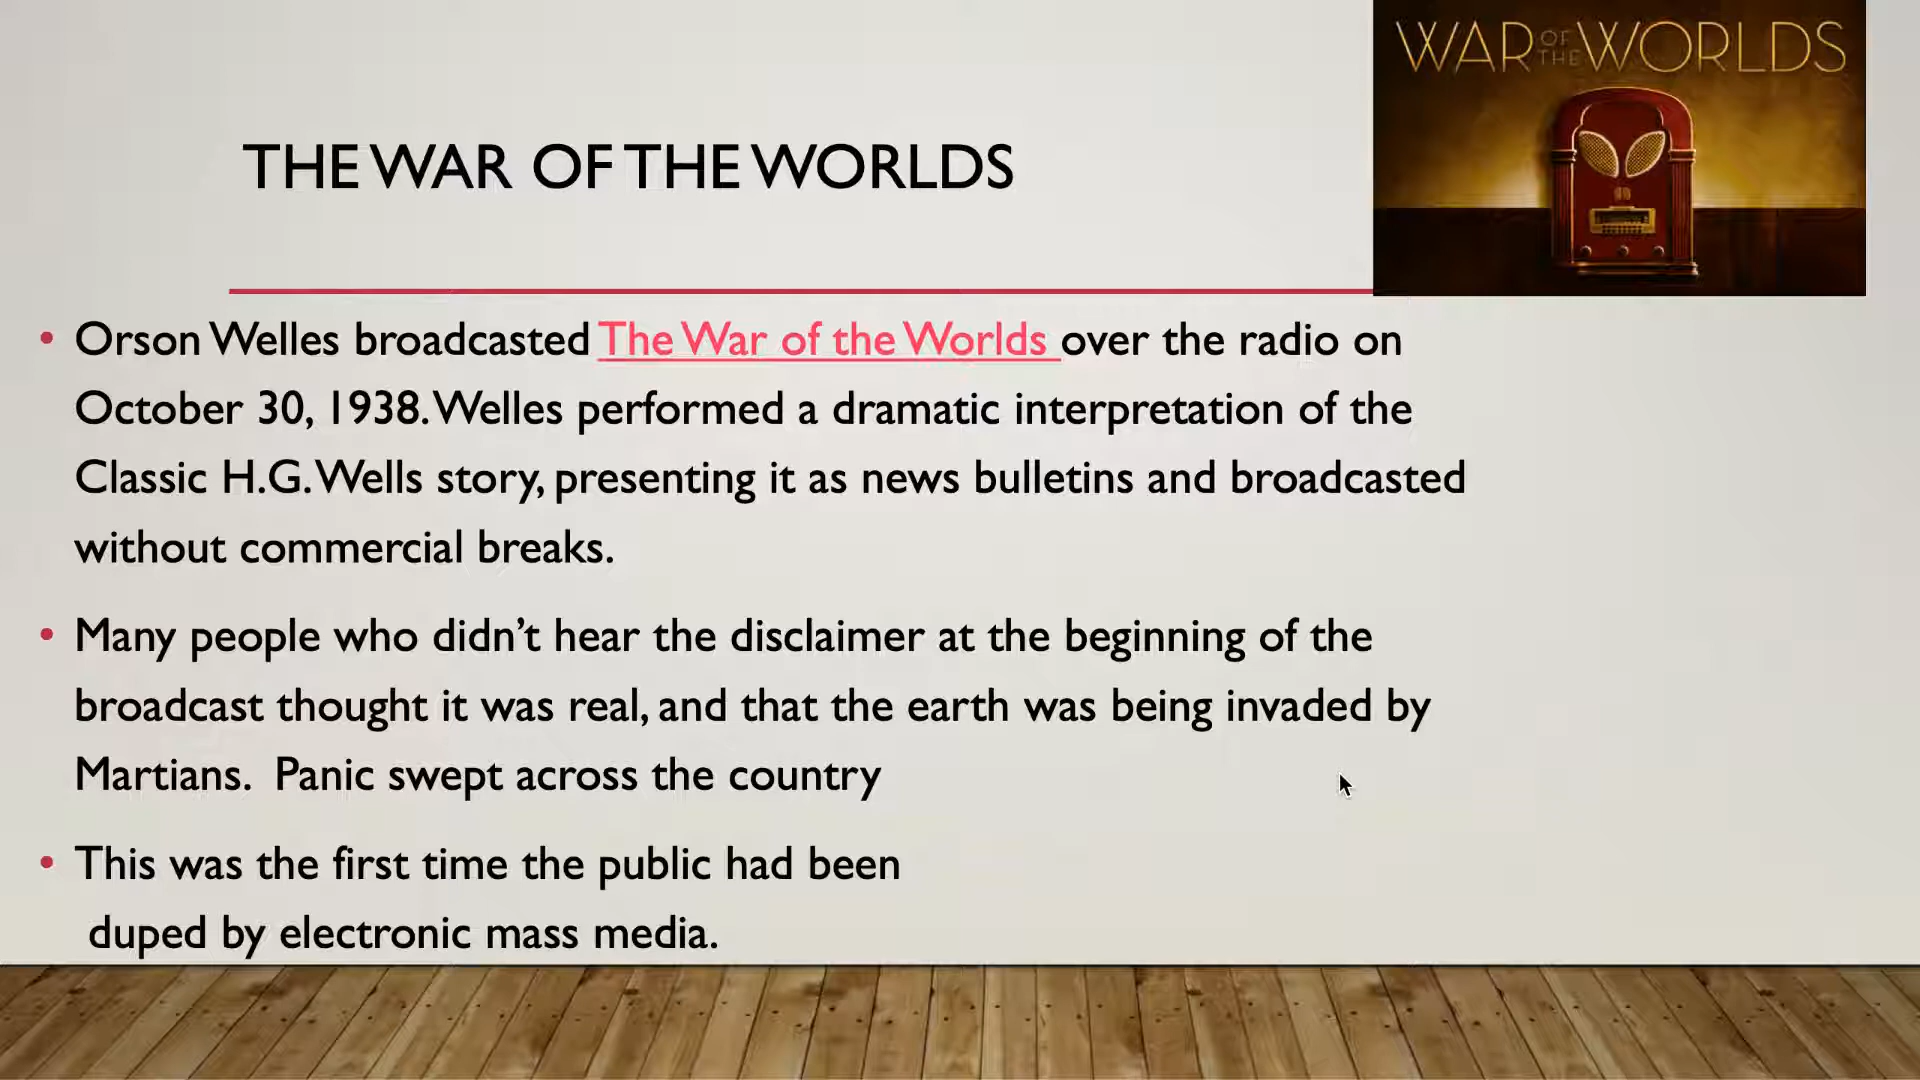 WAR OF THE WORLDS
THE WAR OF THE WORLDS
• Orson Welles broadcasted The War of the Worlds over the radio on
October 30, 1938. Welles performed a dramatic interpretation of the
Classic H.G. Wells story, presenting it as news bulletins and broadcasted
without commercial breaks.
• Many people who didn’t hear the disclaimer at the beginning of the
broadcast thought it was real, and that the earth was being invaded by
Martians.  Panic swept across the country
• This was the first time the public had been
duped by electronic mass media.